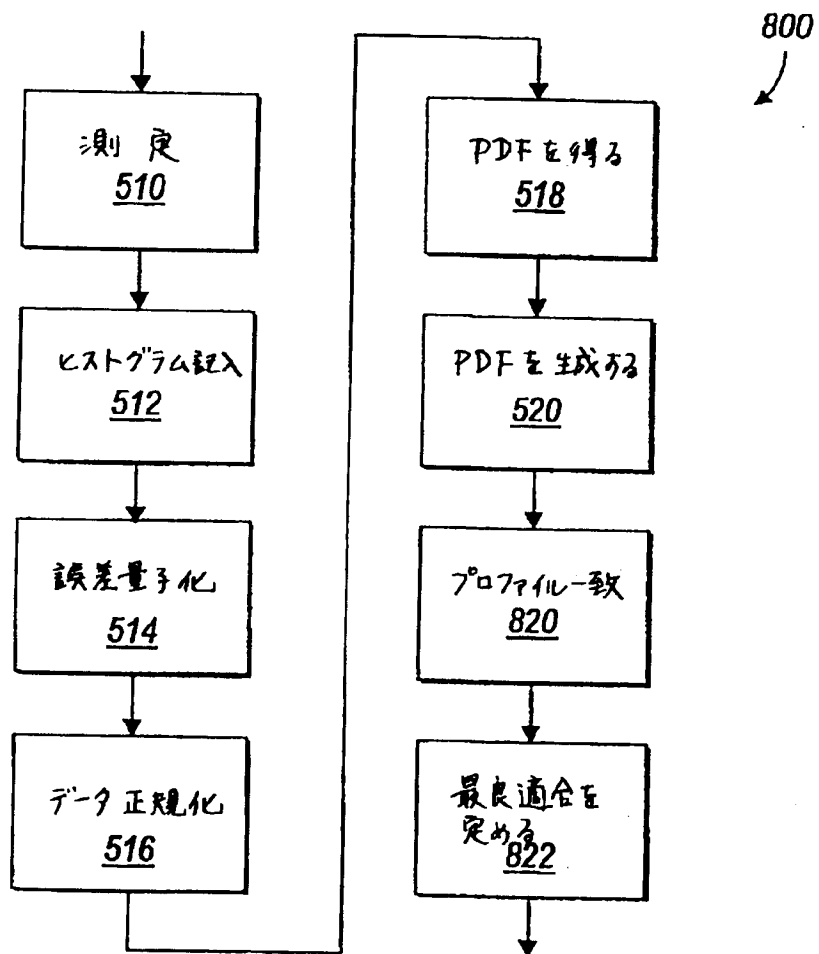 800
測定
510
ヒストグラム記入
512
誤差量子化
514
データ正規化
516
PDFを得る
518
PDFを生成する
520
プロファイル一致
820
最良適合を
定める
822